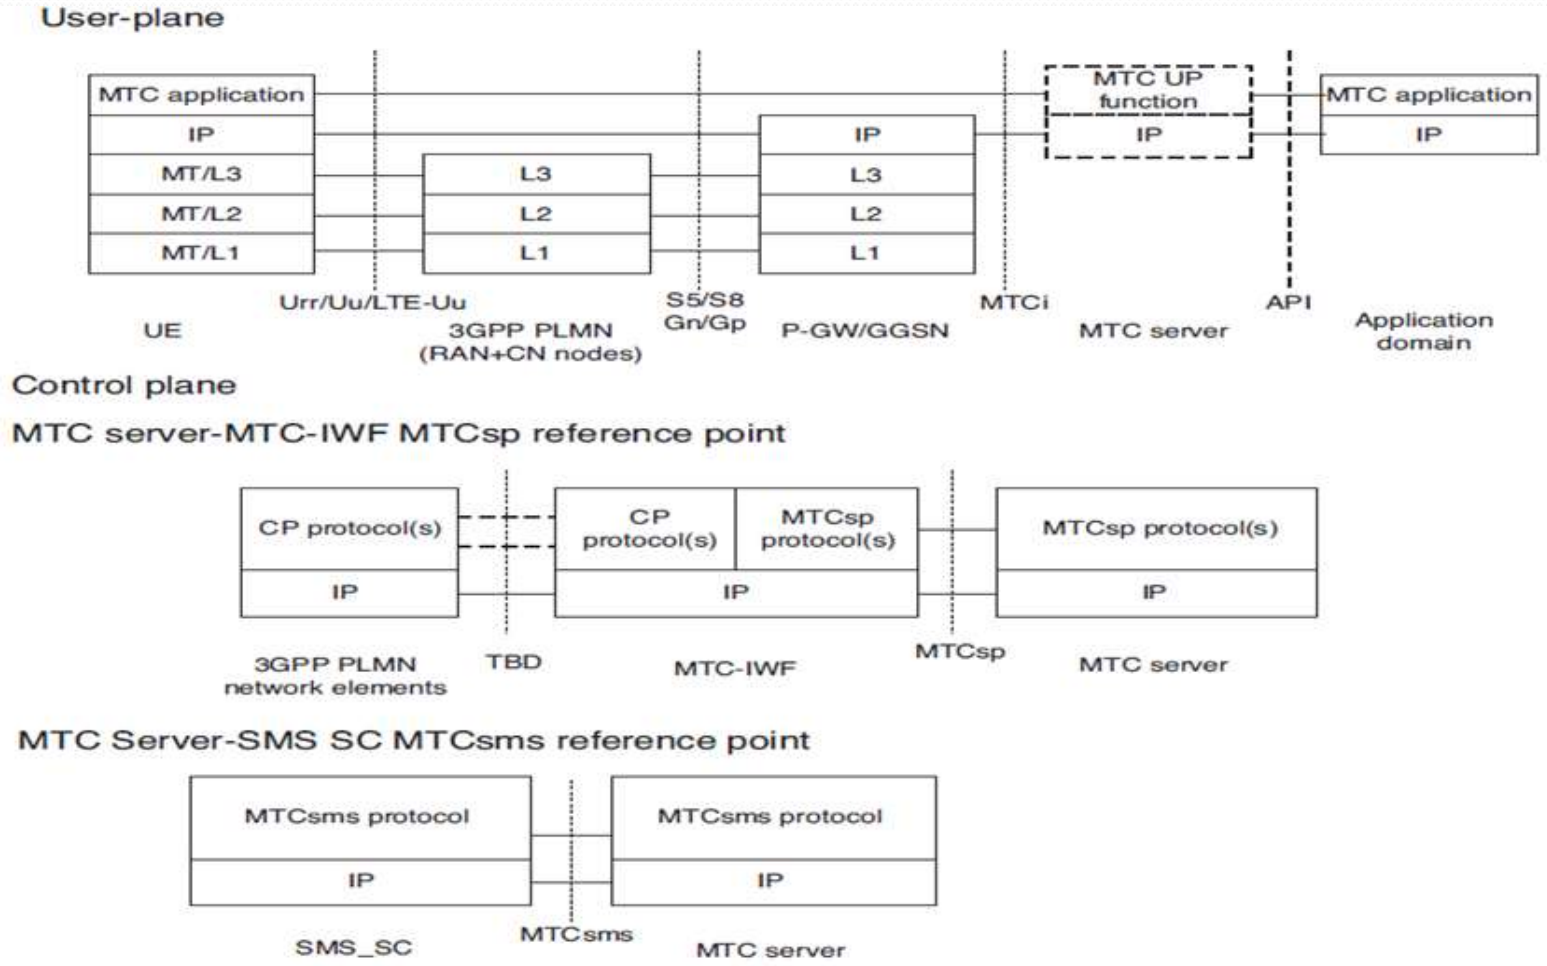 User-plane
MTC application
IP
MT/L3
MT/L2
MT/L1
L3
L2
L1
IP
L3
L2
L1
MTC UP
function
IP
MTC application
IP
Urr/Uu/LTE-Uu
S5/S8
Gn/Gp
MTCi
API
UE
3GPP PLMN
(RAN+CN nodes)
P-GW/GGSN
MTC server
Application
domain
Control plane
MTC server-MTC-IWF MTCsp reference point
CP protocol(s)
IP
CP
protocol(s)
MTCsp
protocol(s)
IP
MTCsp protocol(s)
IP
3GPP PLMN
network elements
TBD
MTC-IWF
MTCsp
MTC server
MTC Server-SMS SC MTCsms reference point
MTCsms protocol
IP
MTCsms protocol
IP
SMS_SC
MTCsms
MTC server